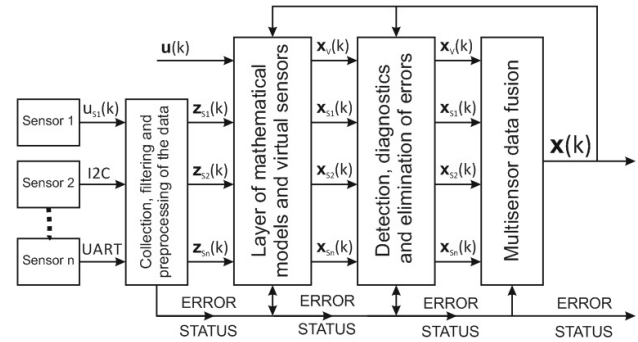 u(k)
x_v(k)
x_v(k)
Sensor 1
u_S1(k)
z_S1(k)
x_S1(k)
x_S1(k)
Sensor 2
I2C
z_S2(k)
x_S2(k)
x_S2(k)
x(k)
Sensor n
UART
z_Sn(k)
x_Sn(k)
x_Sn(k)
Collection, filtering and
preprocessing of the data
Layer of mathematical
models and virtual sensors
Detection, diagnostics
and elimination of errors
Multisensor data fusion
ERROR
STATUS
ERROR
STATUS
ERROR
STATUS
ERROR
STATUS